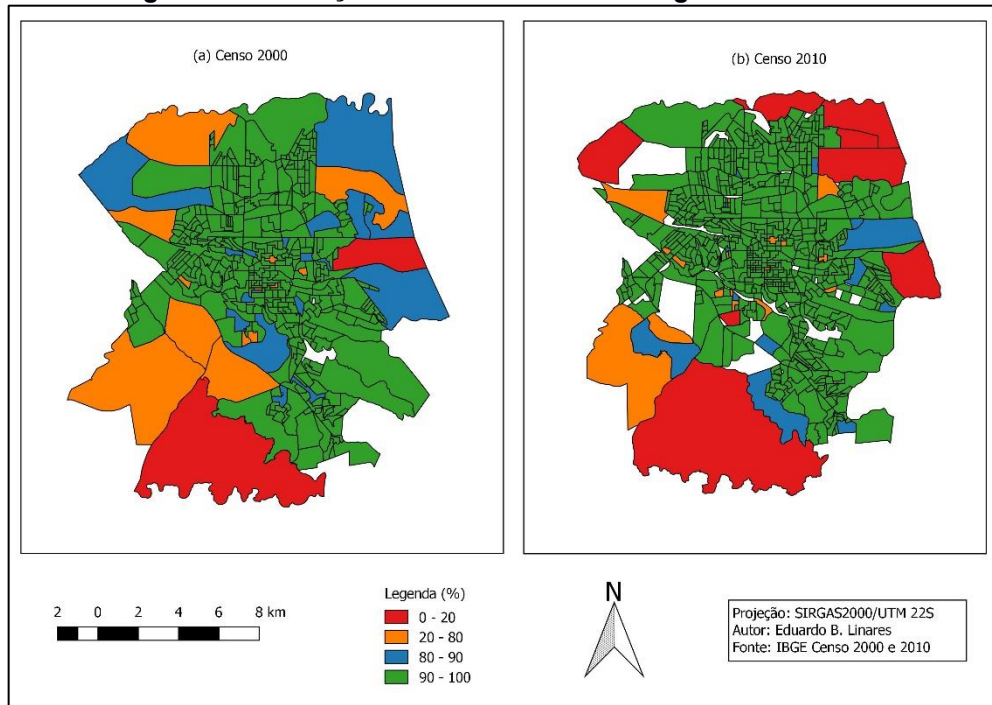 (a) Censo 2000
(b) Censo 2010
2 0 2 4 6 8 km
Legenda (%)
0 - 20
20 - 80
80 - 90
90 - 100
N
Projeção: SIRGAS2000/UTM 22S
Autor: Eduardo B. Linares
Fonte: IBGE Censo 2000 e 2010